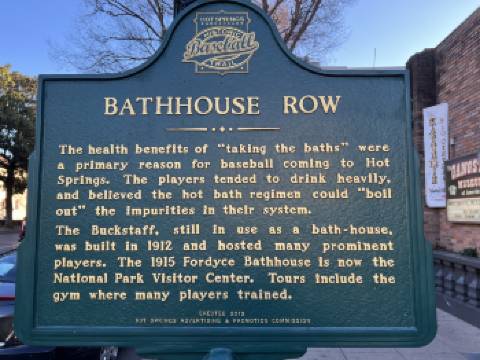 HOT SPRINGS
HISTORIC
Baseball
TRAIL
BATHHOUSE ROW
The health benefits of "taking the baths" were
a primary reason for baseball coming to Hot
Springs. The players tended to drink heavily,
and believed the hot bath regimen could "boil
out" the impurities in their system.
The Buckstaff, still in use as a bath-house,
was built in 1912 and hosted many prominent
players. The 1915 Fordyce Bathhouse is now the
National Park Visitor Center. Tours include the
gym where many players trained.
HOT SPRINGS ADVERTISING & PROMOTION COMMISSION